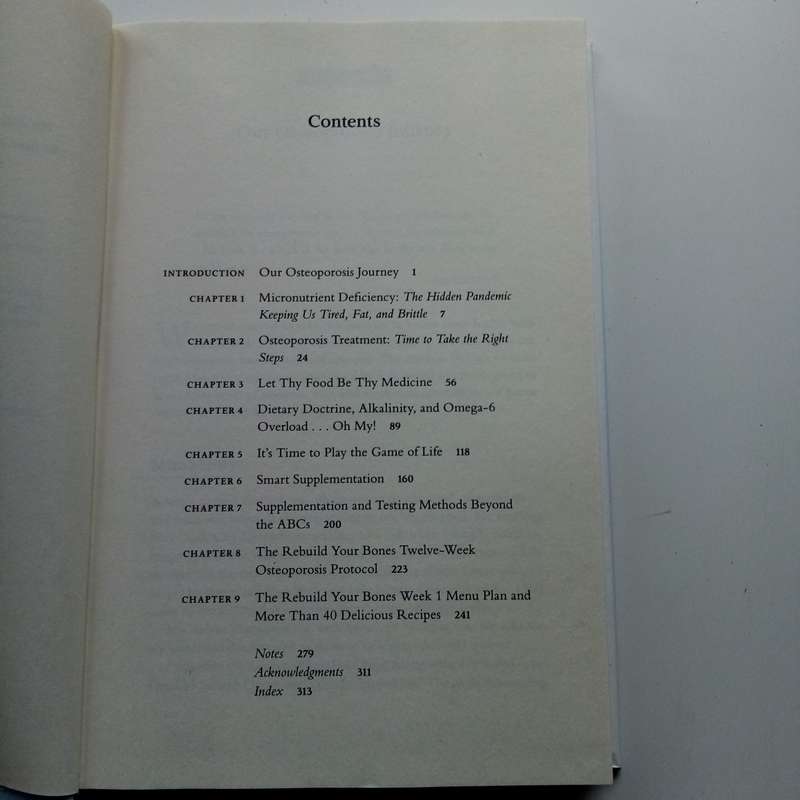 Contents
INTRODUCTION Our Osteoporosis Journey 1
CHAPTER 1 Micronutrient Deficiency: The Hidden Pandemic
Keeping Us Tired, Fat, and Brittle 7
CHAPTER 2 Osteoporosis Treatment: Time to Take the Right
Steps 24
CHAPTER 3 Let Thy Food Be Thy Medicine 56
CHAPTER 4 Dietary Doctrine, Alkalinity, and Omega-6
Overload . . . Oh My! 89
CHAPTER 5 It's Time to Play the Game of Life 118
CHAPTER 6 Smart Supplementation 160
CHAPTER 7 Supplementation and Testing Methods Beyond
the ABCs 200
CHAPTER 8 The Rebuild Your Bones Twelve-Week
Osteoporosis Protocol 223
CHAPTER 9 The Rebuild Your Bones Week 1 Menu Plan and
More Than 40 Delicious Recipes 241
Notes 279
Acknowledgments 311
Index 313